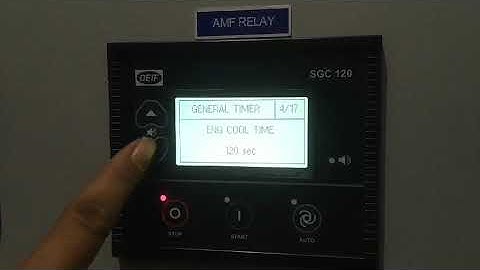 AMF RELAY
DEIF
SGC 120
GENERAL TIMER 4/17
ENG COOL TIME
120 sec
STOP START AUTO